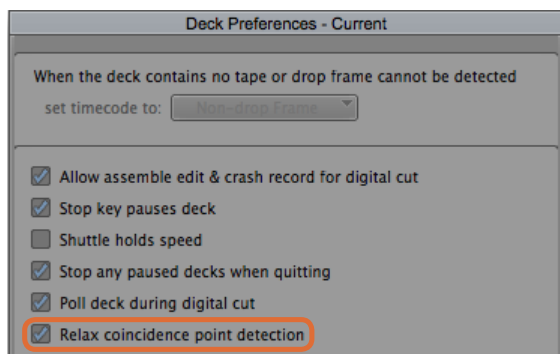 Deck Preferences - Current
When the deck contains no tape or drop frame cannot be detected
set timecode to: Non-drop Frame
Allow assemble edit & crash record for digital cut
Stop key pauses deck
Shuttle holds speed
Stop any paused decks when quitting
Poll deck during digital cut
Relax coincidence point detection